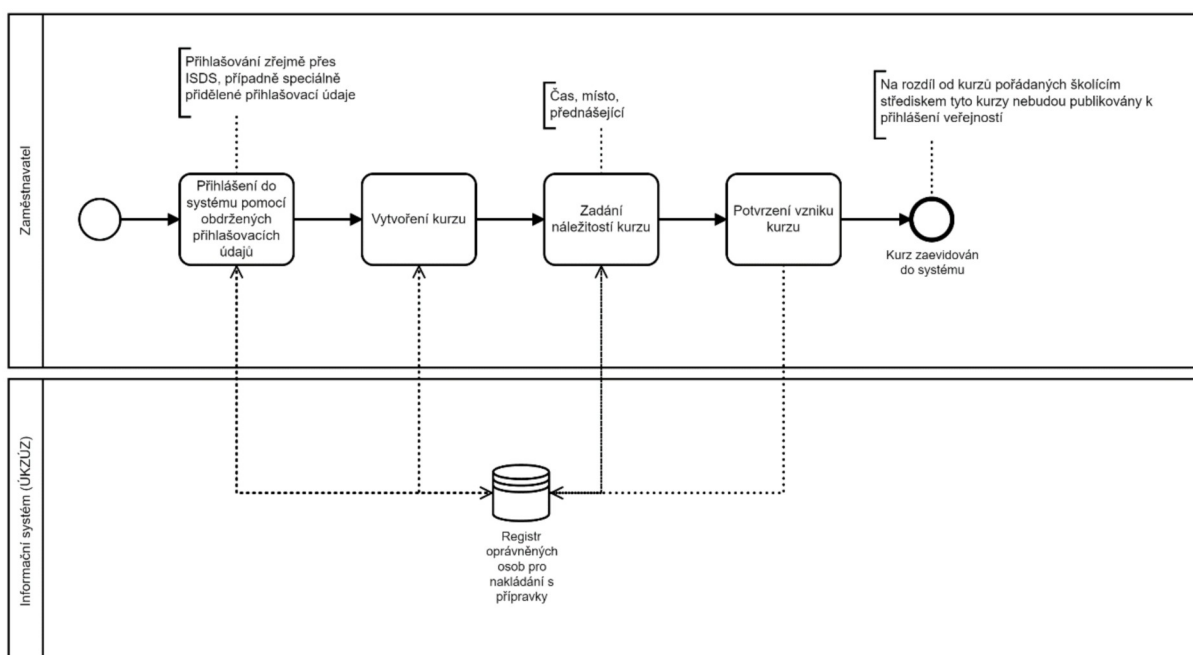 Zaměstnavatel
Přihlašování zřejmě přes
ISDS, případně speciálně
přidělené přihlašovací údaje
Čas, místo,
přednášející
Na rozdíl od kurzů pořádaných školícím
střediskem tyto kurzy nebudou publikovány k
přihlášení veřejností
Přihlášení do
systému pomocí
obdržených
přihlašovacích
údajů
Vytvoření kurzu
Zadání
náležitostí kurzu
Potvrzení vzniku
kurzu
Kurz zaevidován
do systému
Informační systém (ÚKZÚZ)
Registr
oprávněných
osob pro
nakládání s
přípravky